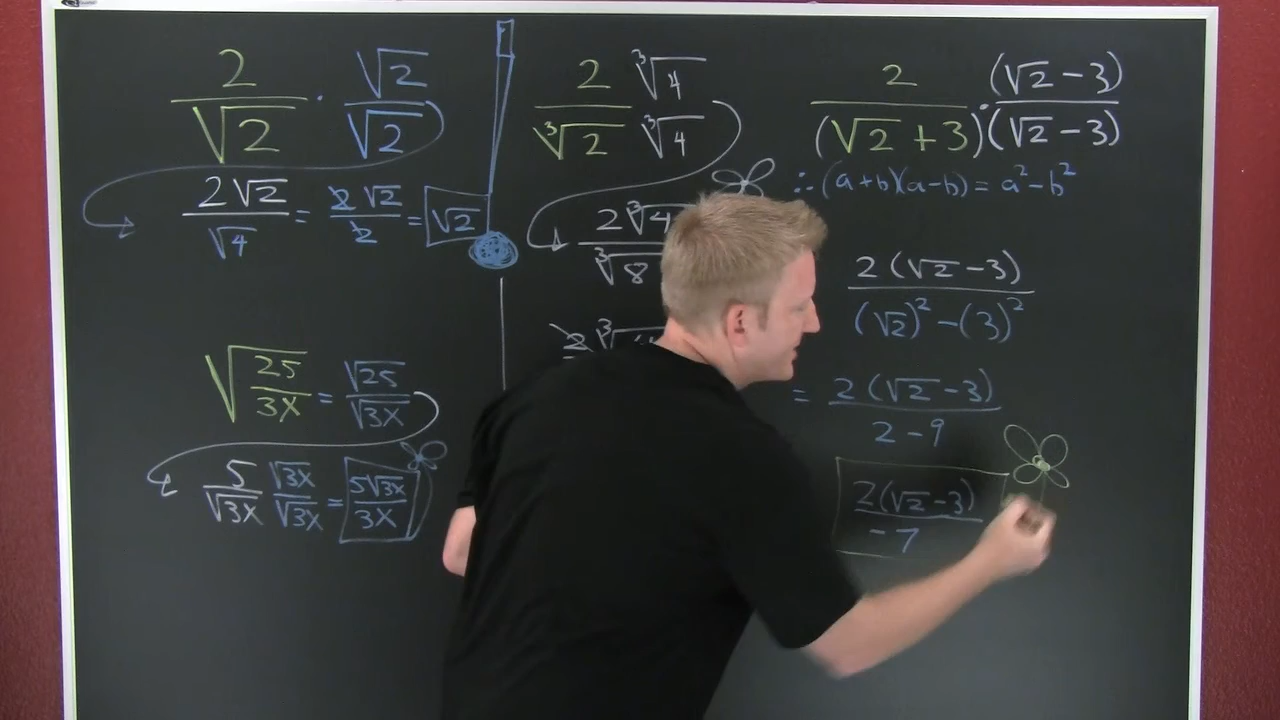 2/√2 · √2/√2
2√2/√4 = 2√2/2 = √2
√(25/3x) = √25/√3x
5/√3x √3x/√3x = 5√3x/3x
2/∛2 ∛4/∛4
2∛4/∛8
2∛
2/(√2 + 3) · (√2 - 3)/(√2 - 3)
∴ (a+b)(a-b) = a² - b²
2(√2 - 3)/(√2)² - (3)²
= 2(√2 - 3)/2 - 9
2(√2 - 3)/-7